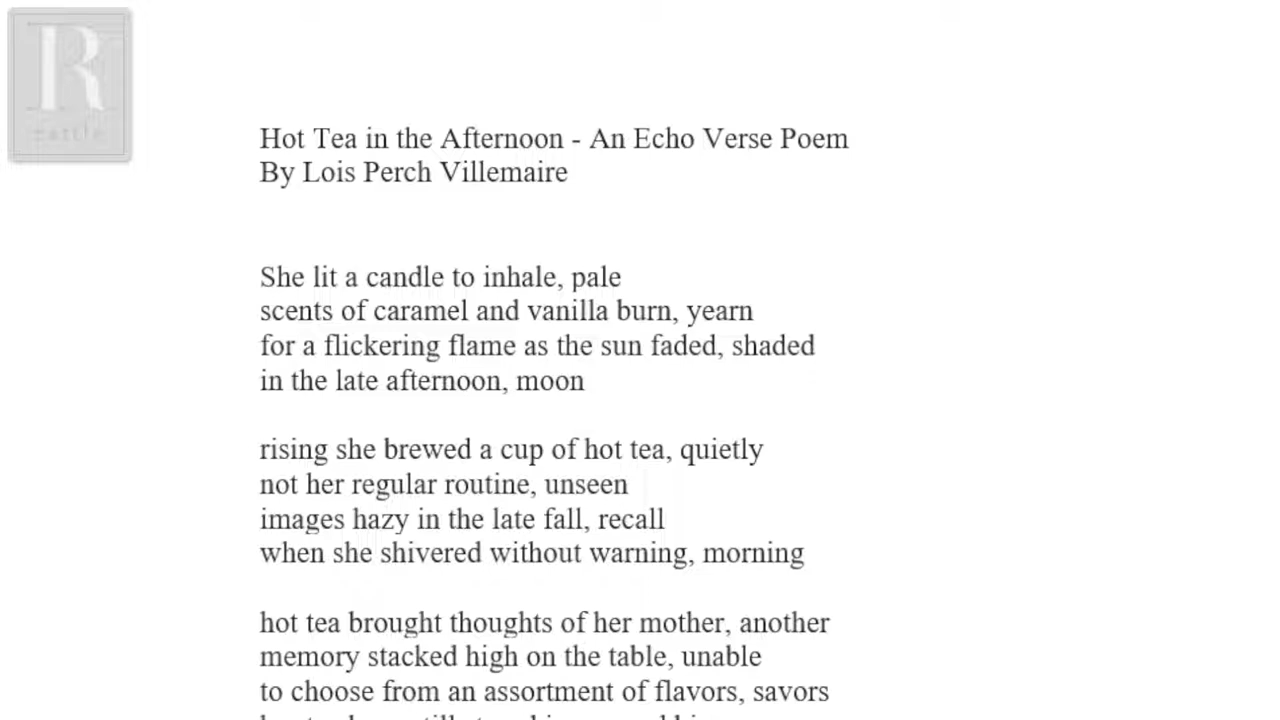 R
rattle
Hot Tea in the Afternoon - An Echo Verse Poem
By Lois Perch Villemaire
She lit a candle to inhale, pale
scents of caramel and vanilla burn, yearn
for a flickering flame as the sun faded, shaded
in the late afternoon, moon
rising she brewed a cup of hot tea, quietly
not her regular routine, unseen
images hazy in the late fall, recall
when she shivered without warning, morning
hot tea brought thoughts of her mother, another
memory stacked high on the table, unable
to choose from an assortment of flavors, savors